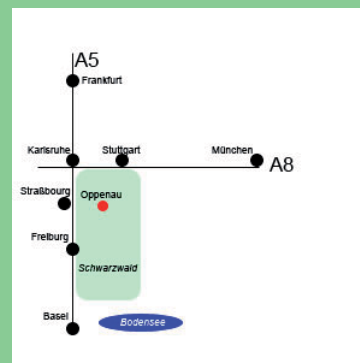 A5
Frankfurt
Karlsruhe
Stuttgart
München
A8
Straßbourg
Oppenau
Freiburg
Schwarzwald
Basel
Bodensee